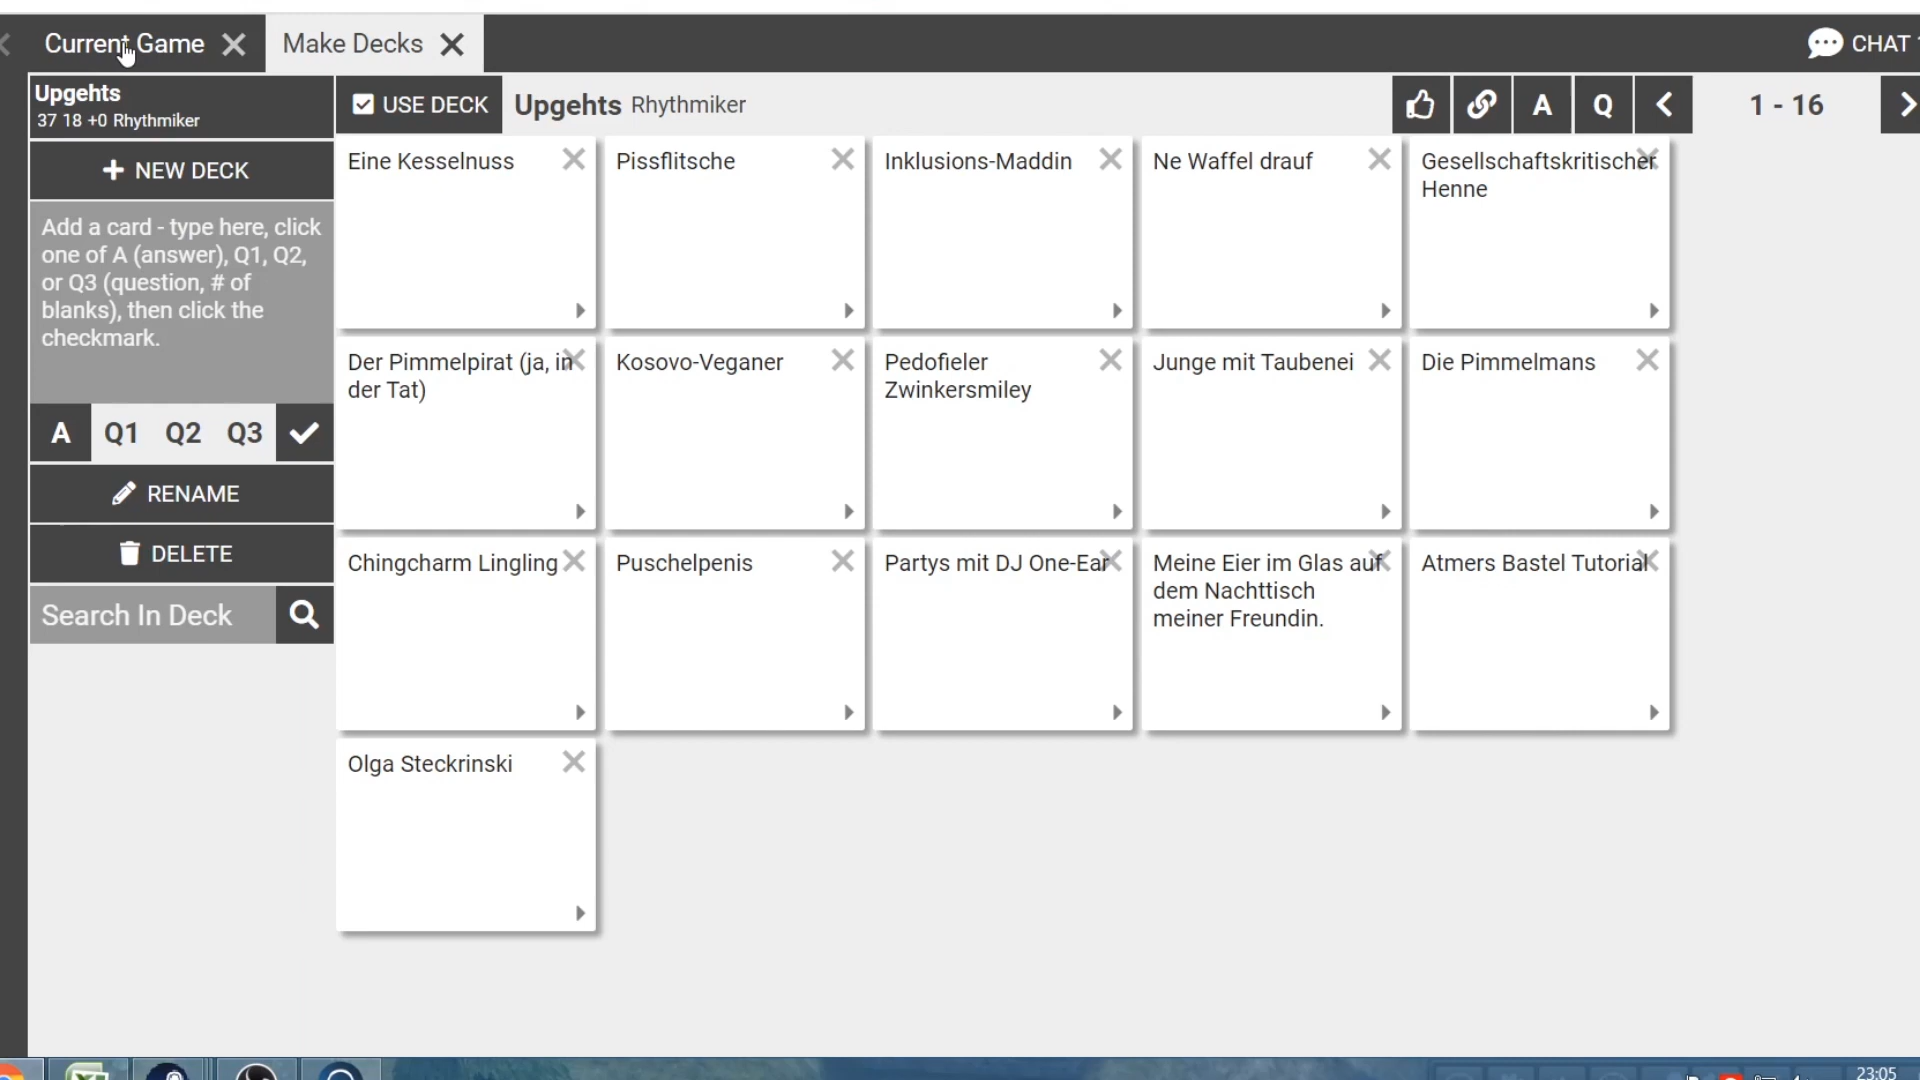 Current Game
Make Decks
CHAT
Upgehts
37 18 +0 Rhythmiker
USE DECK
Upgehts Rhythmiker
A
Q
1 - 16
NEW DECK
Add a card - type here, click
one of A (answer), Q1, Q2,
or Q3 (question, # of
blanks), then click the
checkmark.
A Q1 Q2 Q3
RENAME
DELETE
Search In Deck
Eine Kesselnuss
Pissflitsche
Inklusions-Maddin
Ne Waffel drauf
Gesellschaftskritischer
Henne
Der Pimmelpirat (ja, in
der Tat)
Kosovo-Veganer
Pedofieler
Zwinkersmiley
Junge mit Taubenei
Die Pimmelmans
Chingcharm Lingling
Puschelpenis
Partys mit DJ One-Ear
Meine Eier im Glas auf
dem Nachttisch
meiner Freundin.
Atmers Bastel Tutorial
Olga Steckrinski
23:05